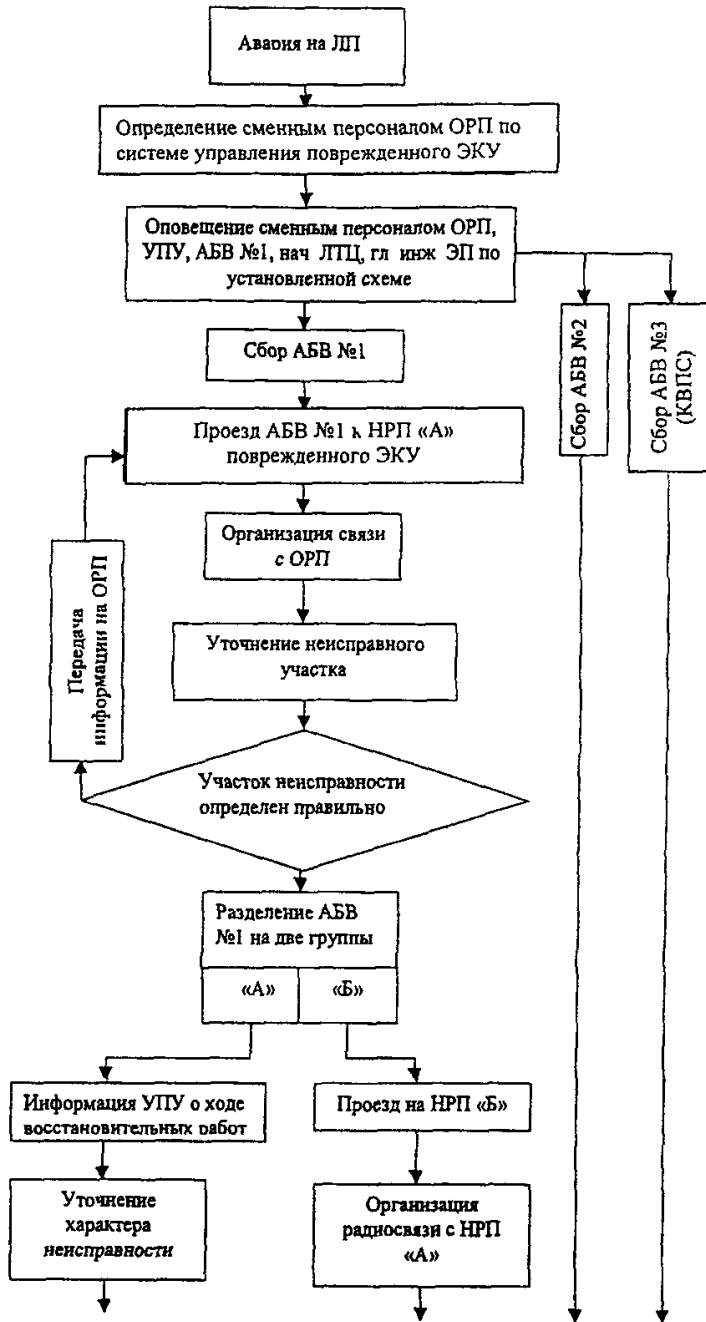 Авария на ЛП
Определение сменным персоналом ОРП по
системе управления поврежденного ЭКУ
Оповещение сменным персоналом ОРП,
УПУ, АБВ №1, нач ЛТЦ, гл инж ЭП по
установленной схеме
Сбор АБВ №1
Сбор АБВ №2
Сбор АБВ №3
(КВПС)
Проезд АБВ №1 к НРП «А»
поврежденного ЭКУ
Организация связи
с ОРП
Передача
информации на ОРП
Уточнение неисправного
участка
Участок неисправности
определен правильно
Разделение АБВ
№1 на две группы
«А»
«Б»
Информация УПУ о ходе
восстановительных работ
Проезд на НРП «Б»
Уточнение
характера
неисправности
Организация
радиосвязи с НРП
«А»